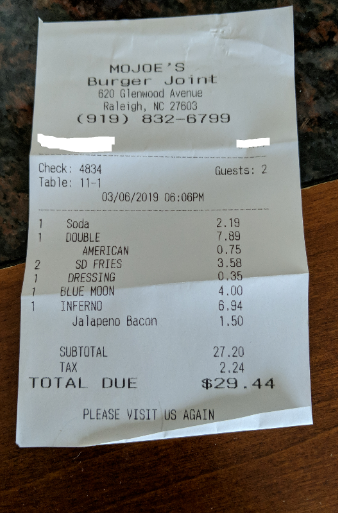 MOJOE'S
Burger Joint
620 Glenwood Avenue
Raleigh, NC 27603
(919) 832-6799
Check: 4834 Guests: 2
Table: 11-1
03/06/2019 06:06PM
1 Soda 2.19
1 DOUBLE 7.89
AMERICAN 0.75
2 SD FRIES 3.58
1 DRESSING 0.35
1 BLUE MOON 4.00
1 INFERNO 6.94
Jalapeno Bacon 1.50
SUBTOTAL 27.20
TAX 2.24
TOTAL DUE $29.44
PLEASE VISIT US AGAIN